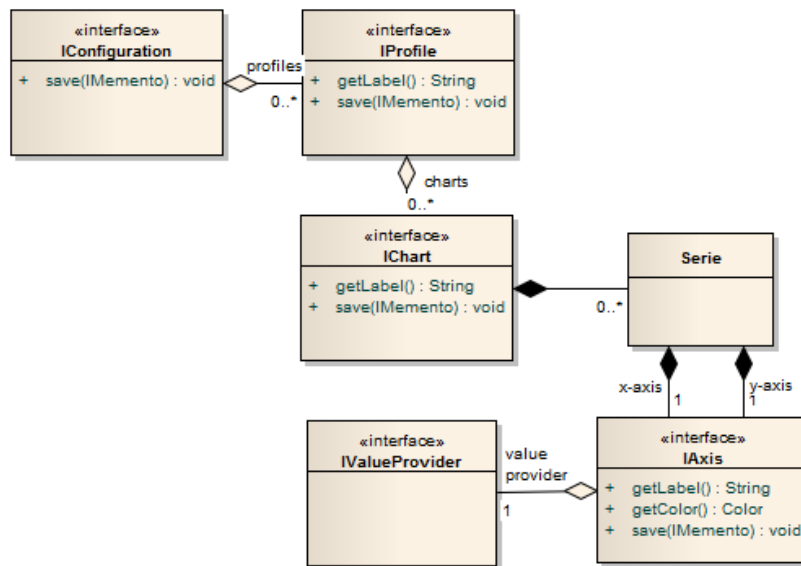 «interface»
IConfiguration
+ save(IMemento) : void
profiles
0..*
«interface»
IProfile
+ getLabel() : String
+ save(IMemento) : void
charts
0..*
«interface»
IChart
+ getLabel() : String
+ save(IMemento) : void
0..*
Serie
x-axis
1
y-axis
1
«interface»
IValueProvider
value
provider
1
«interface»
IAxis
+ getLabel() : String
+ getColor() : Color
+ save(IMemento) : void